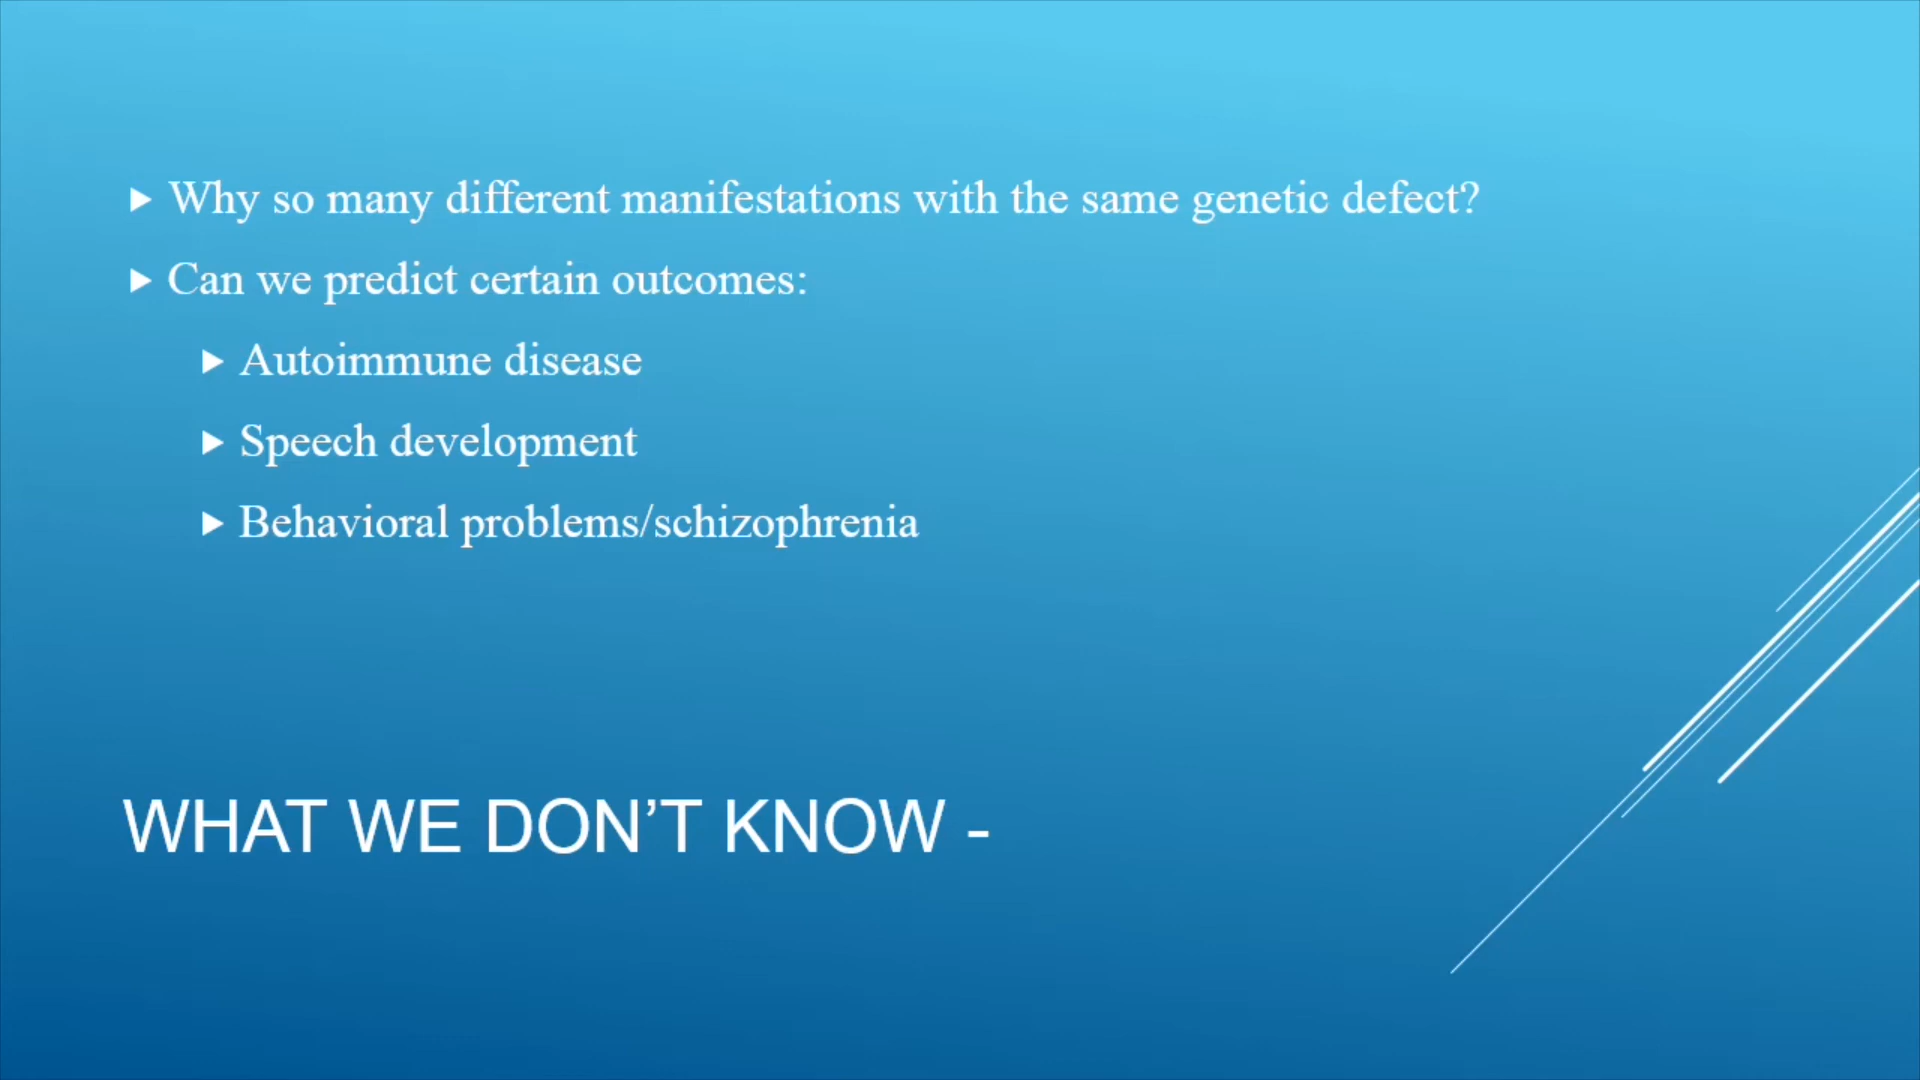 Why so many different manifestations with the same genetic defect?
Can we predict certain outcomes:
Autoimmune disease
Speech development
Behavioral problems/schizophrenia
WHAT WE DON’T KNOW -